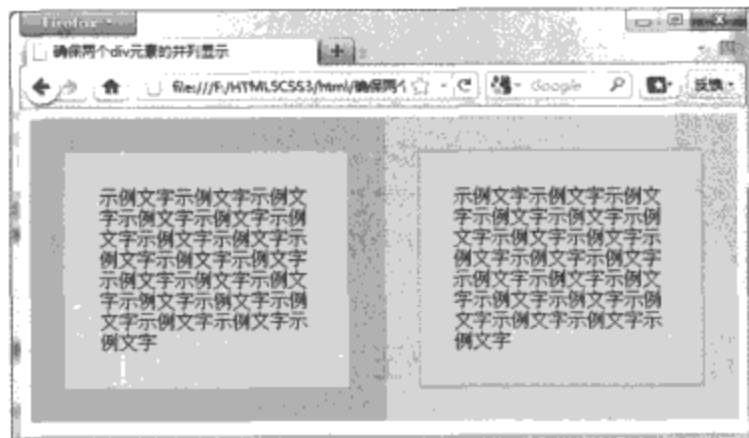 Firefox
确保两个div元素的并列显示
file:///F:/HTML5CSS3/html/确保两个
Google
反馈
示例文字示例文字示例文
字示例文字示例文字示例
文字示例文字示例文字示
例文字示例文字示例文字
示例文字示例文字示例文
字示例文字示例文字示例
文字示例文字示例文字示
例文字
示例文字示例文字示例文
字示例文字示例文字示例
文字示例文字示例文字示
例文字示例文字示例文字
示例文字示例文字示例文
字示例文字示例文字示例
文字示例文字示例文字示
例文字